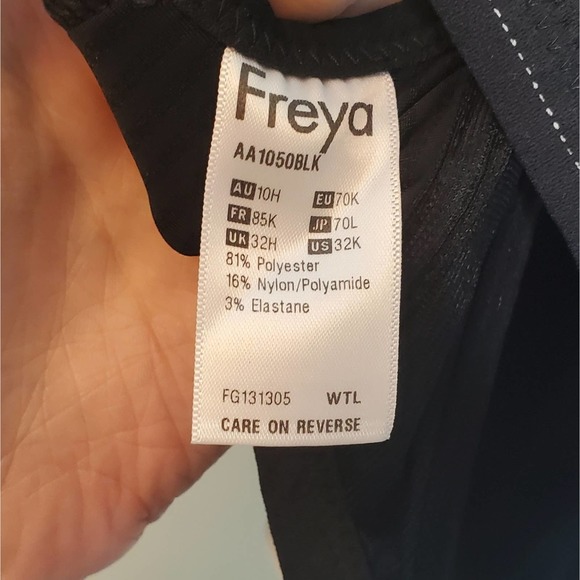 Freya
AA1050BLK
AU 10H EU 70K
FR 85K JP 70L
UK 32H US 32K
81% Polyester
16% Nylon/Polyamide
3% Elastane
FG131305 WTL
CARE ON REVERSE